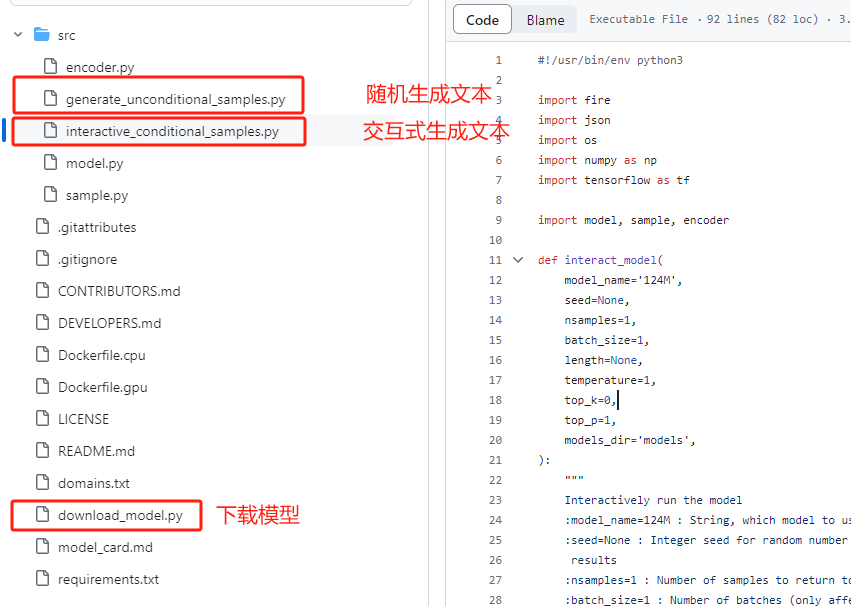 src
encoder.py
generate_unconditional_samples.py
随机生成文本
interactive_conditional_samples.py
交互式生成文本
model.py
sample.py
.gitattributes
.gitignore
CONTRIBUTORS.md
DEVELOPERS.md
Dockerfile.cpu
Dockerfile.gpu
LICENSE
README.md
domains.txt
download_model.py
下载模型
model_card.md
requirements.txt
Code Blame Executable File · 92 lines (82 loc) · 3.
1 #!/usr/bin/env python3
2
3 import fire
4 import json
5 import os
6 import numpy as np
7 import tensorflow as tf
8
9 import model, sample, encoder
10
11 def interact_model(
12 model_name='124M',
13 seed=None,
14 nsamples=1,
15 batch_size=1,
16 length=None,
17 temperature=1,
18 top_k=0,
19 top_p=1,
20 models_dir='models',
21 ):
22 """
23 Interactively run the model
24 :model_name=124M : String, which model to us
25 :seed=None : Integer seed for random number
26 results
27 :nsamples=1 : Number of samples to return to
28 :batch_size=1 : Number of batches (only affe